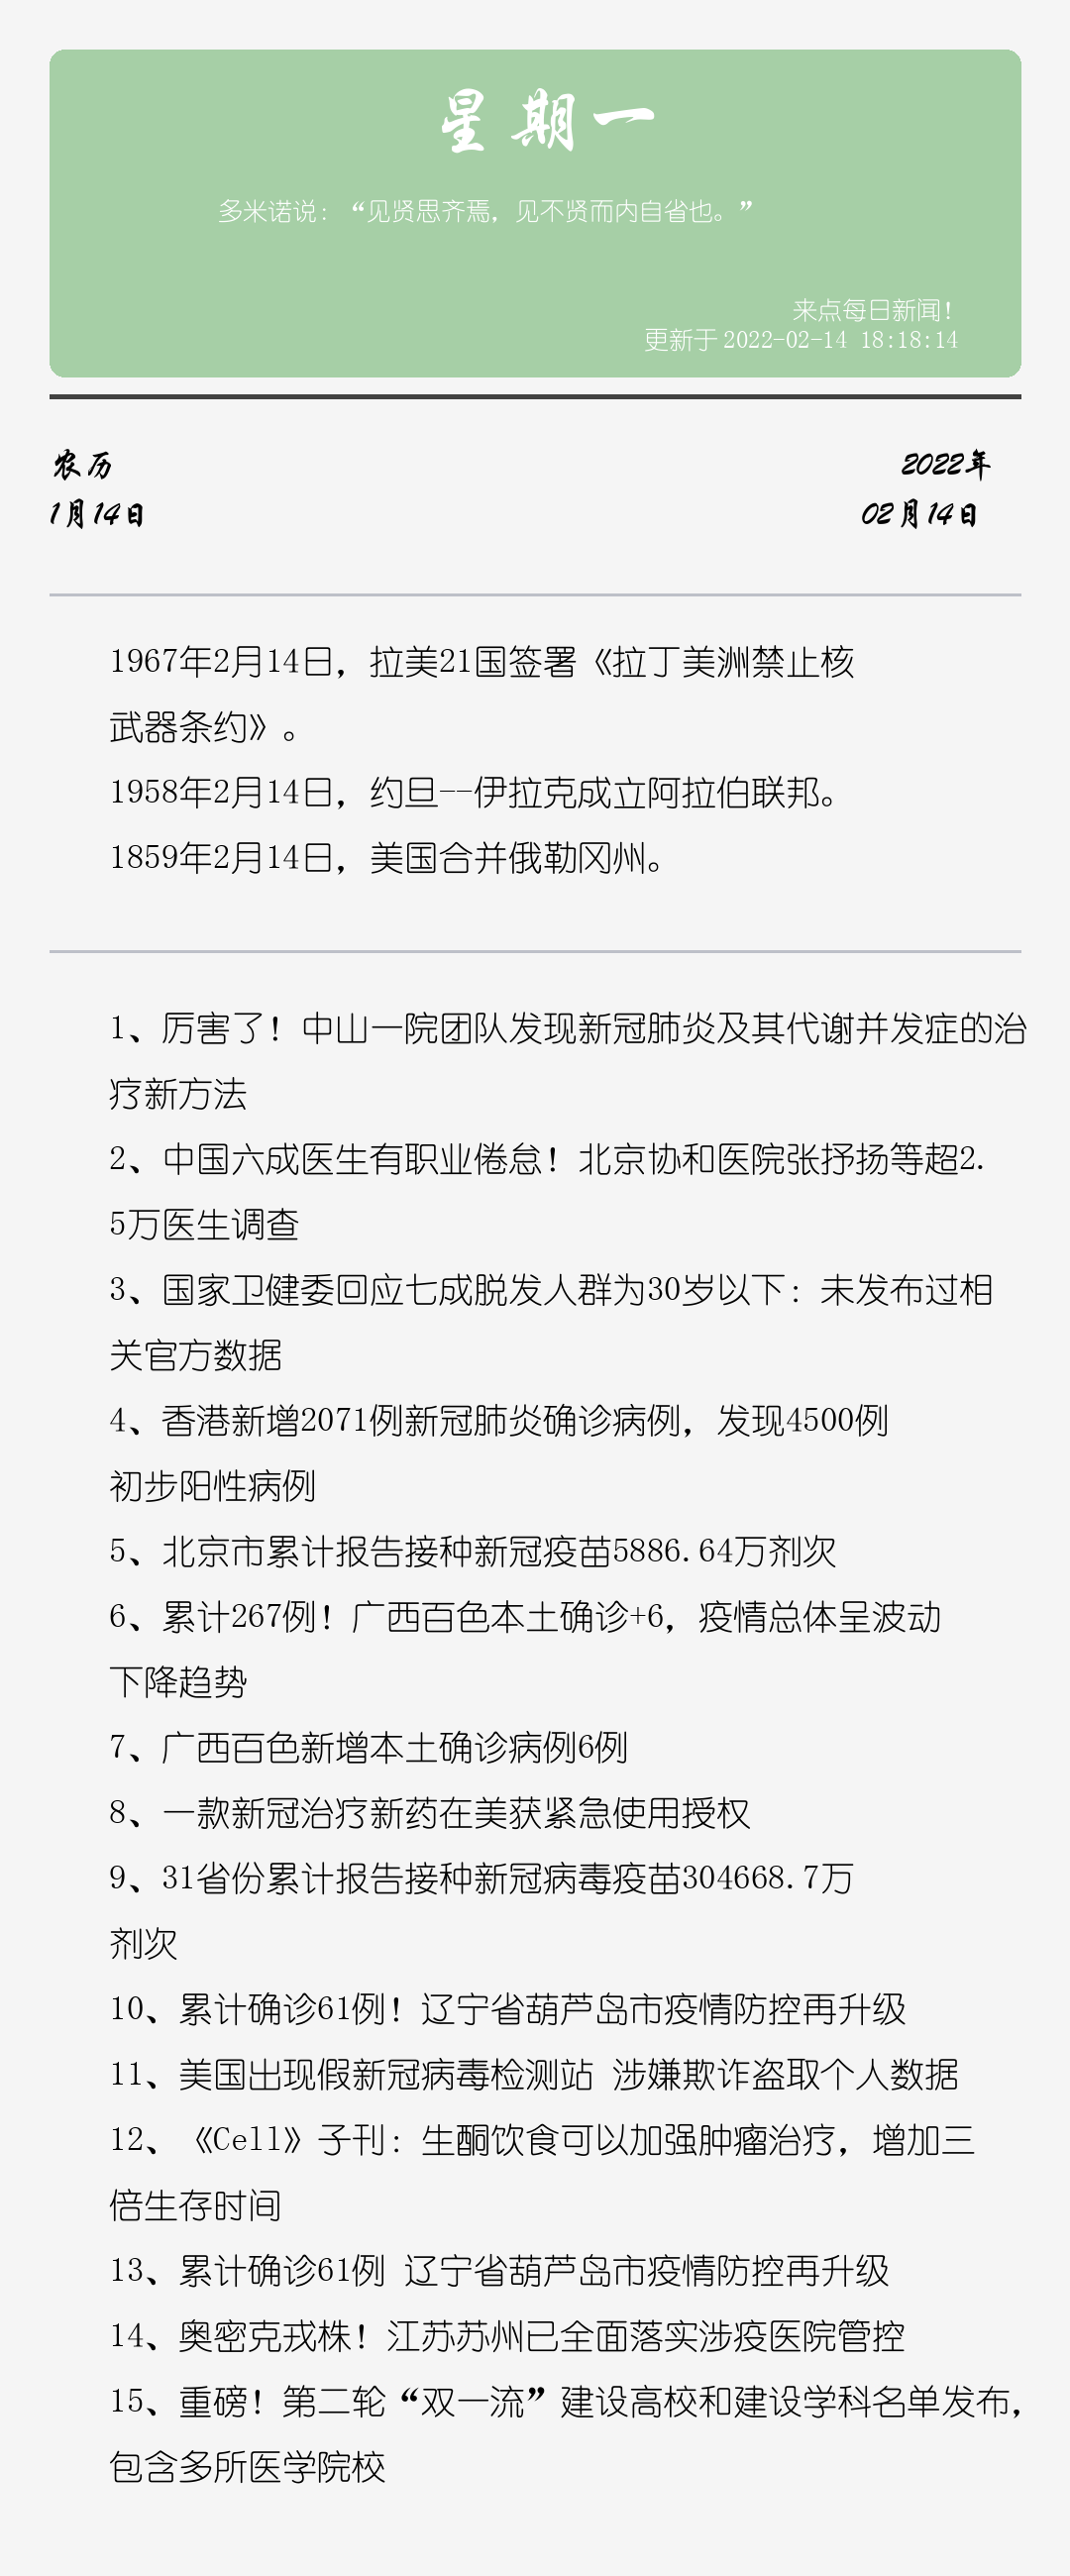 星期一
多米诺说：“见贤思齐焉，见不贤而内自省也。”
来点每日新闻！
更新于 2022-02-14 18:18:14
农历
2022年
1月14日
02月14日
1967年2月14日，拉美21国签署《拉丁美洲禁止核
武器条约》。
1958年2月14日，约旦--伊拉克成立阿拉伯联邦。
1859年2月14日，美国合并俄勒冈州。
1、厉害了！中山一院团队发现新冠肺炎及其代谢并发症的治
疗新方法
2、中国六成医生有职业倦怠！北京协和医院张抒扬等超2.
5万医生调查
3、国家卫健委回应七成脱发人群为30岁以下：未发布过相
关官方数据
4、香港新增2071例新冠肺炎确诊病例，发现4500例
初步阳性病例
5、北京市累计报告接种新冠疫苗5886.64万剂次
6、累计267例！广西百色本土确诊+6，疫情总体呈波动
下降趋势
7、广西百色新增本土确诊病例6例
8、一款新冠治疗新药在美获紧急使用授权
9、31省份累计报告接种新冠病毒疫苗304668.7万
剂次
10、累计确诊61例！辽宁省葫芦岛市疫情防控再升级
11、美国出现假新冠病毒检测站 涉嫌欺诈盗取个人数据
12、《Cell》子刊：生酮饮食可以加强肿瘤治疗，增加三
倍生存时间
13、累计确诊61例 辽宁省葫芦岛市疫情防控再升级
14、奥密克戎株！江苏苏州已全面落实涉疫医院管控
15、重磅！第二轮“双一流”建设高校和建设学科名单发布，
包含多所医学院校